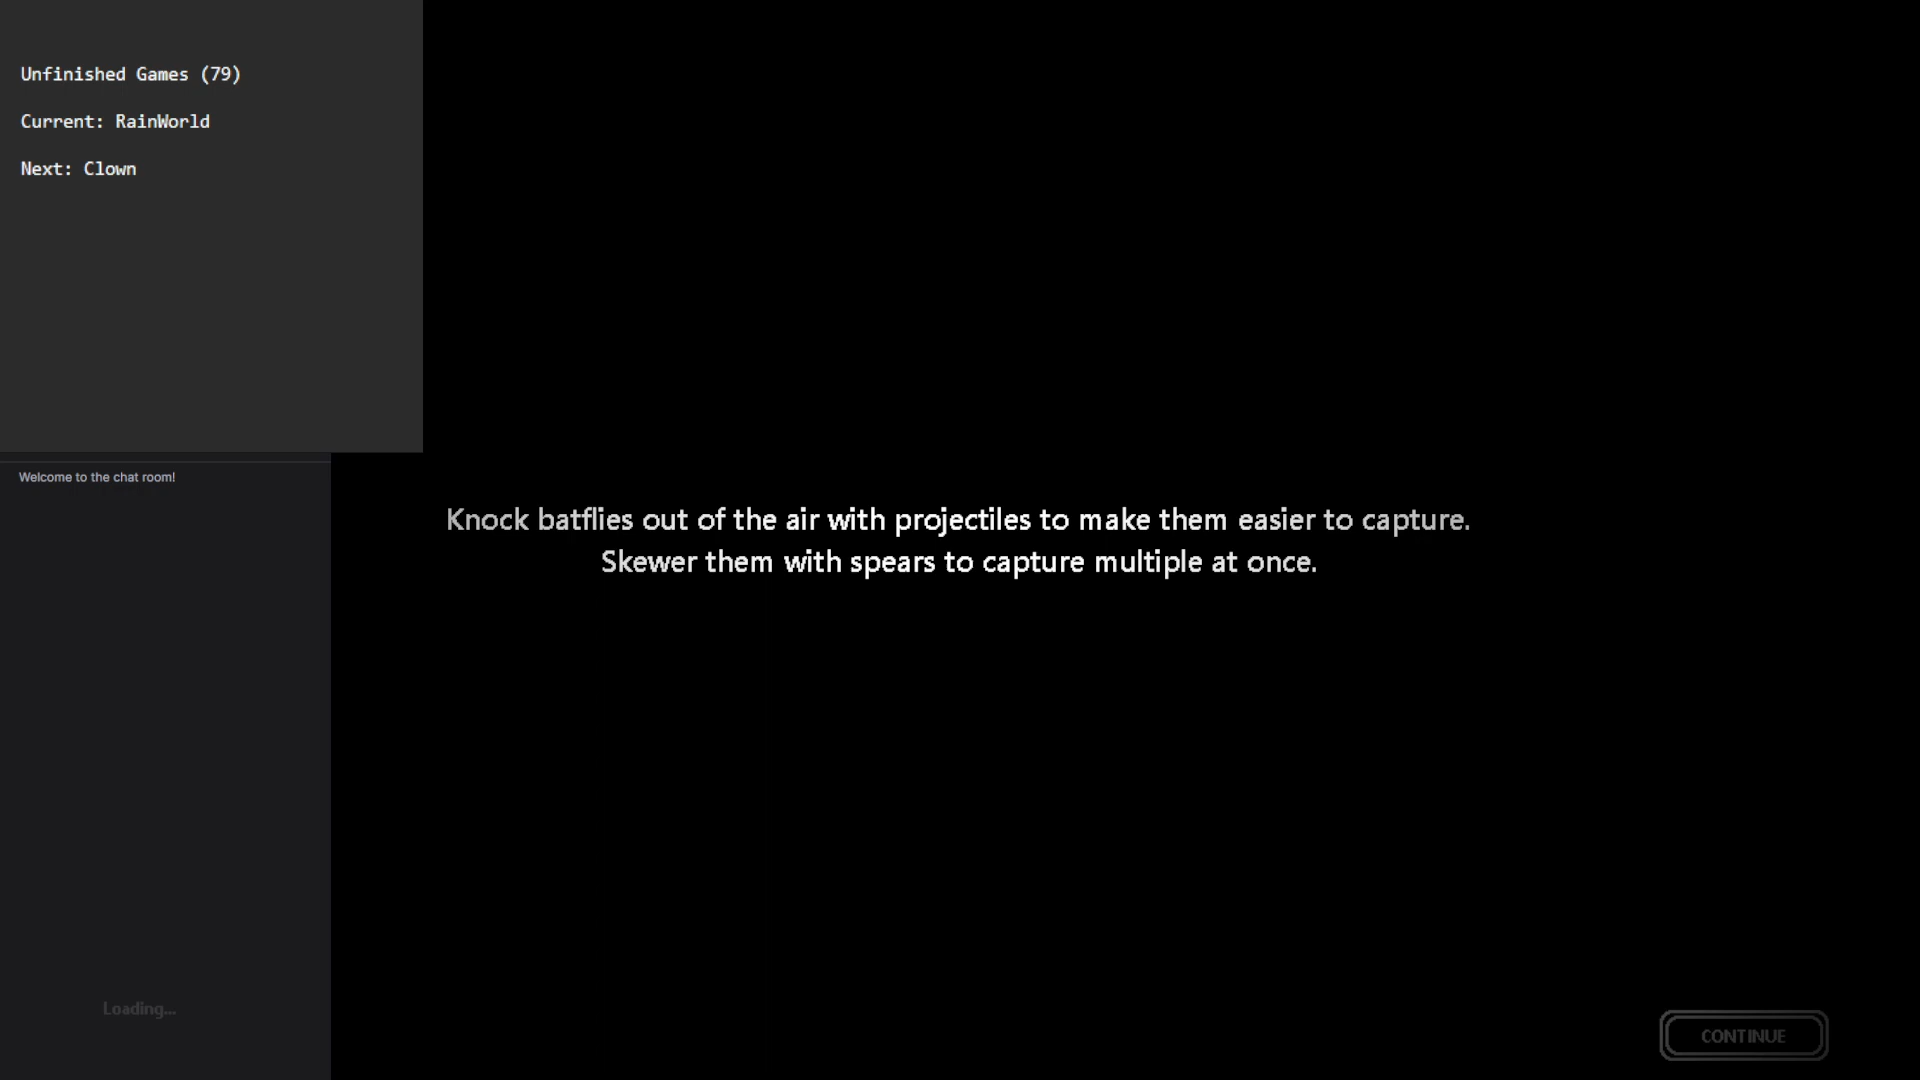 Unfinished Games (79)
Current: RainWorld
Next: Clown
Welcome to the chat room!
Knock batflies out of the air with projectiles to make them easier to capture.
Skewer them with spears to capture multiple at once.
Loading...
CONTINUE